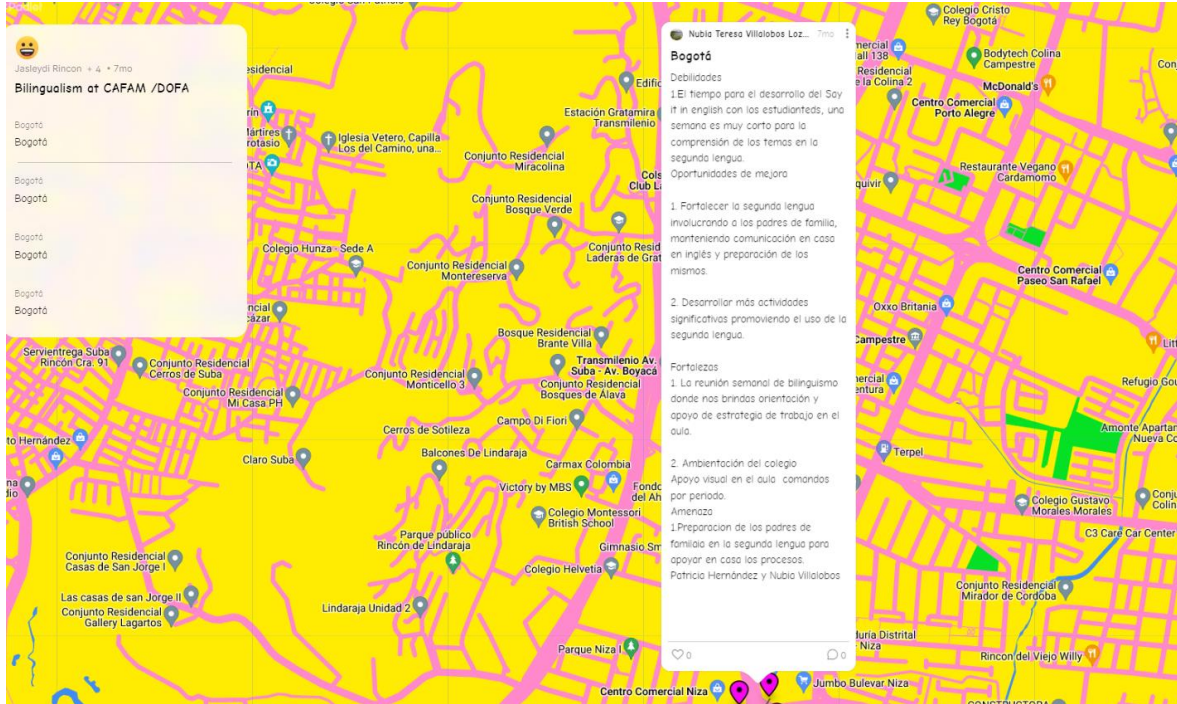 Jasleydi Rincon + 4 • 7mo
Bilingualism at CAFAM /DOFA
Bogotá
Bogotá
Bogotá
Bogotá
Bogotá
Bogotá
Bogotá
Bogotá
Nubia Teresa Villalobos Loz... 7mo
Bogotá
Debilidades
1.El tiempo para el desarrollo del Say
it in english con los estudianteds, una
semana es muy corto para la
comprensión de los temas en la
segunda lengua.
Oportunidades de mejora
1. Fortalecer la segunda lengua
involucrando a los padres de familia,
manteniendo comunicación en casa
en inglés y preparación de los
mismos.
2. Desarrollar más actividades
significativas promoviendo el uso de la
segunda lengua.
Fortalezas
1. La reunión semanal de bilinguismo
donde nos brindas orientación y
apoyo de estrategia de trabajo en el
aula.
2. Ambientación del colegio
Apoyo visual en el aula comandos
por periodo.
Amenaza
1.Preparacion de los padres de
familaia en la segunda lengua para
apoyar en casa los procesos.
Patricia Hernández y Nubia Villalobos
0
0
esidencial
Iglesia Vetero, Capilla
Los del Camino, una...
Estación Gratamira
Transmilenio
Conjunto Residencial
Miracolina
Conjunto Residencial
Bosque Verde
Colegio Hunza - Sede A
Conjunto Residencial
Montereserva
Conjunto Resid
Laderas de Grat
Bosque Residencial
Brante Villa
Transmilenio Av.
Suba - Av. Boyacá
Conjunto Residencial
Bosques de Álava
Conjunto Residencial
Monticello 3
Servientrega Suba
Rincón Cra. 91
Conjunto Residencial
Cerros de Suba
Conjunto Residencial
Mi Casa PH
to Hernández
Cerros de Sotileza
Campo Di Fiori
Claro Suba
Balcones De Lindaraja
Carmax Colombia
Victory by MBS
Colegio Montessori
British School
Parque público
Rincón de Lindaraja
Gimnasio Sm
Colegio Helvetia
Conjunto Residencial
Casas de San Jorge I
Las casas de san Jorge II
Conjunto Residencial
Gallery Lagartos
Lindaraja Unidad 2
Parque Niza I
Centro Comercial Niza
Jumbo Bulevar Niza
Colegio Cristo
Rey Bogotá
Bodytech Colina
Campestre
McDonald's
Residencial
e la Colina 2
Centro Comercial
Porto Alegre
Restaurante Vegano
Cardamomo
quivir
Centro Comercial
Paseo San Rafael
Oxxo Britania
Campestre
Refugio Gou
Amonte Apartan
Nueva Co
Terpel
Colegio Gustavo
Morales Morales
C3 Care Car Center
Conjunto Residencial
Mirador de Córdoba
duría Distrital
Niza
Rincon del Viejo Willy